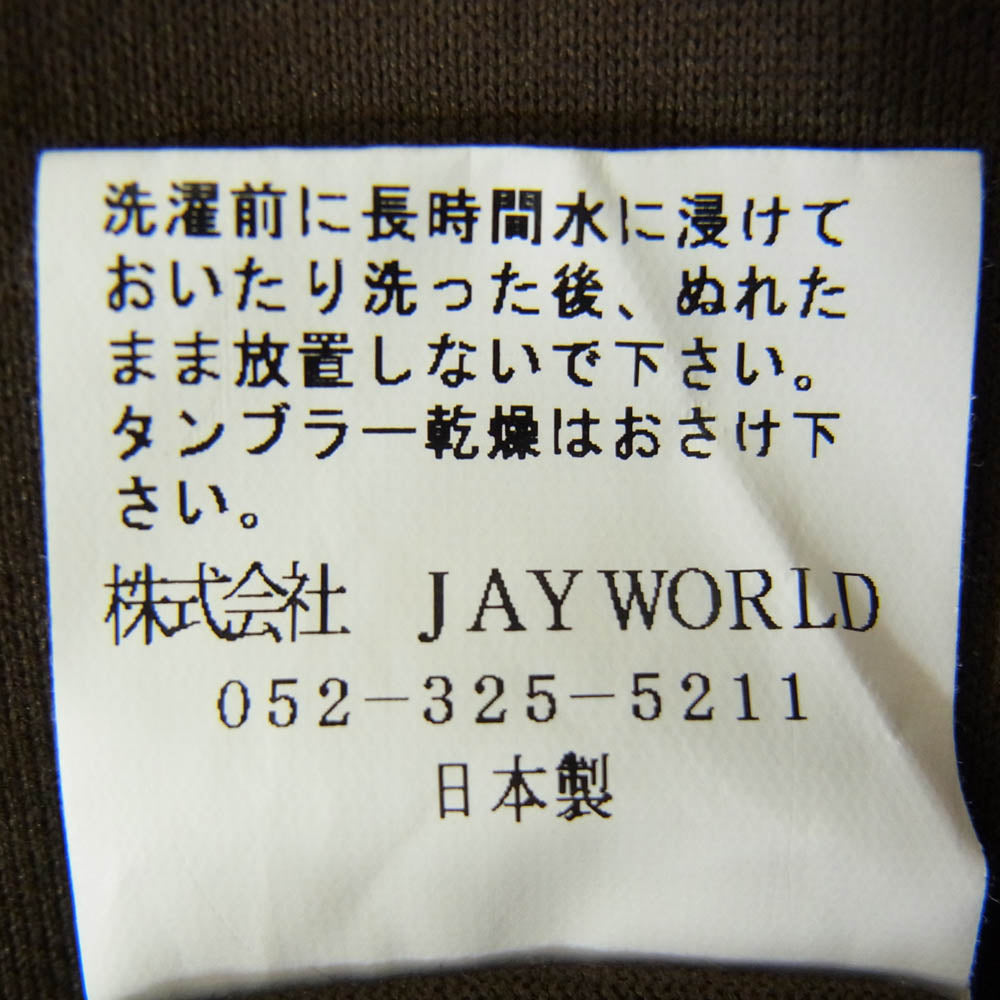 洗濯前に長時間水に浸けて
おいたり洗った後、ぬれた
まま放置しないで下さい。
タンブラー乾燥はおさけ下
さい。
株式会社 JAY WORLD
052-325-5211
日本製